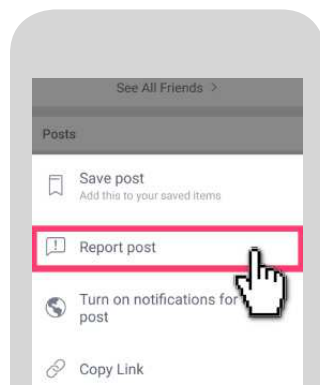 See All Friends >
Posts
Save post
Add this to your saved items
Report post
Turn on notifications for
post
Copy Link